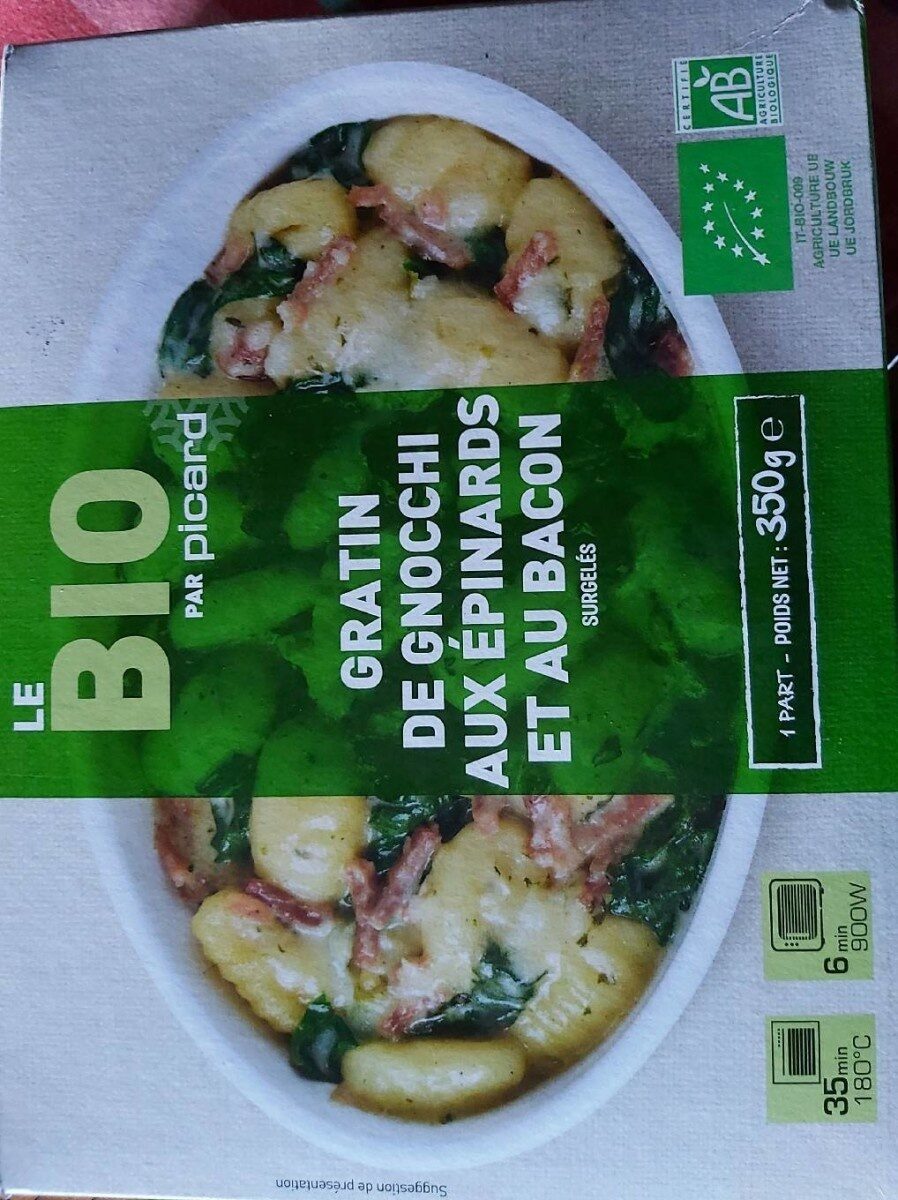 LE
BIO
PAR picard
GRATIN
DE GNOCCHI
AUX ÉPINARDS
ET AU BACON
SURGELÉS
1 PART - POIDS NET : 350g e
CERTIFIÉ
AB
AGRICULTURE
BIOLOGIQUE
IT-BIO-009
AGRICULTURE UE
UE LANDBOUW
UE JORDBRUK
35min
180°C
6 min
900W
Suggestion de présentation